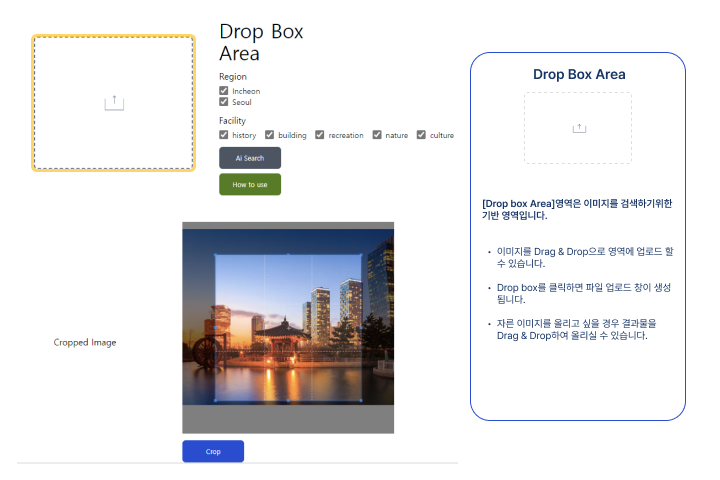 Drop Box
Area
Region
Incheon
Seoul
Facility
history building recreation nature culture
Ai Search
How to use
Cropped Image
Crop
Drop Box Area
[Drop box Area]영역은 이미지를 검색하기위한
기반 영역입니다.
• 이미지를 Drag & Drop으로 영역에 업로드 할
수 있습니다.
• Drop box를 클릭하면 파일 업로드 창이 생성
됩니다.
• 자른 이미지를 올리고 싶을 경우 결과물을
Drag & Drop하여 올리실 수 있습니다.